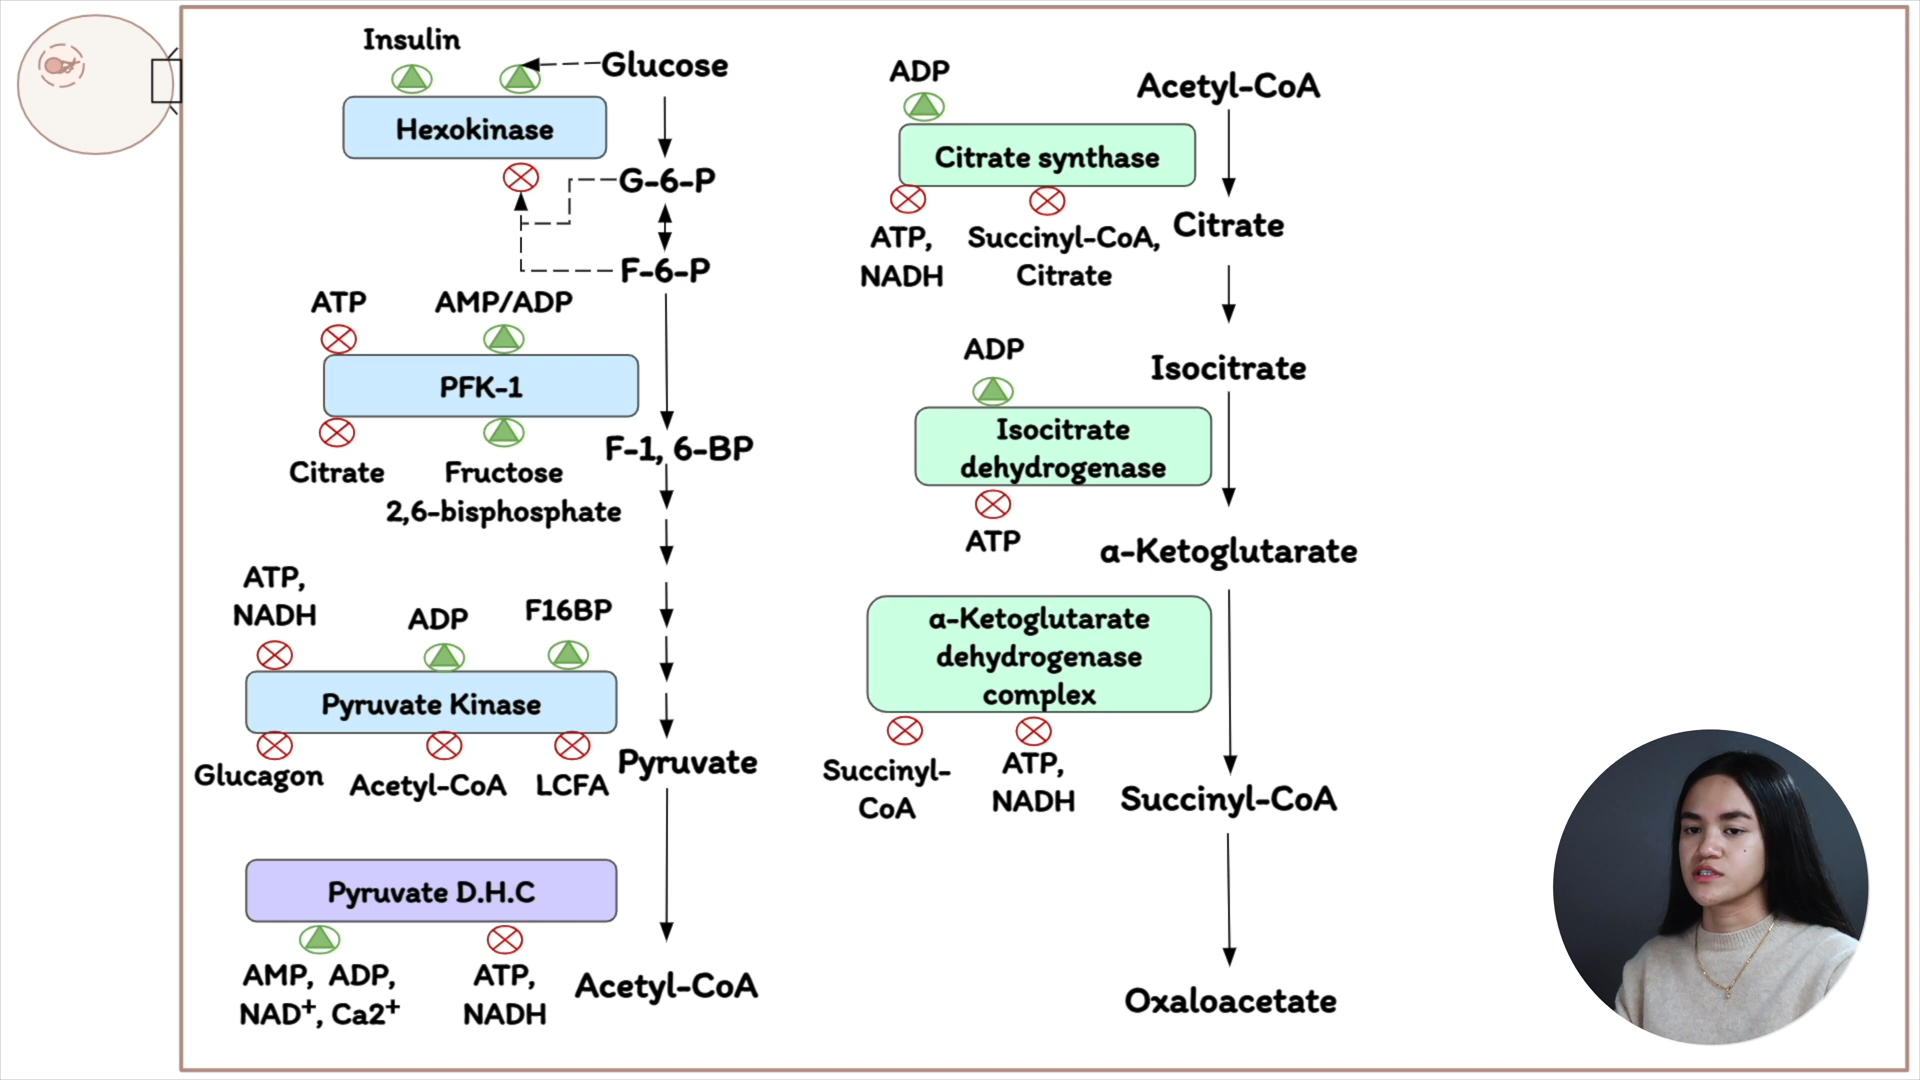 Insulin
Glucose
Hexokinase
G-6-P
F-6-P
ATP
AMP/ADP
PFK-1
F-1, 6-BP
Citrate
Fructose
2,6-bisphosphate
ATP,
NADH
ADP
F16BP
Pyruvate Kinase
Glucagon
Acetyl-CoA
LCFA
Pyruvate
Pyruvate D.H.C
AMP, ADP,
NAD⁺, Ca2⁺
ATP,
NADH
Acetyl-CoA
ADP
Acetyl-CoA
Citrate synthase
ATP,
NADH
Succinyl-CoA,
Citrate
Citrate
ADP
Isocitrate
Isocitrate
dehydrogenase
ATP
α-Ketoglutarate
α-Ketoglutarate
dehydrogenase
complex
Succinyl-
CoA
ATP,
NADH
Succinyl-CoA
Oxaloacetate